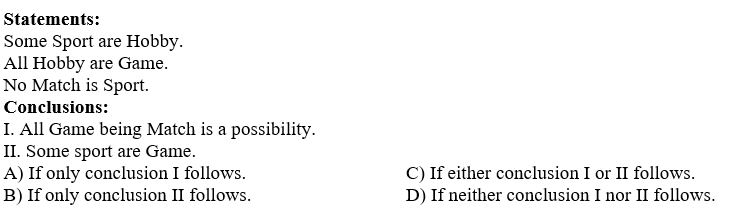 Statements:
Some Sport are Hobby.
All Hobby are Game.
No Match is Sport.
Conclusions:
I. All Game being Match is a possibility.
II. Some sport are Game.
A) If only conclusion I follows.
C) If either conclusion I or II follows.
B) If only conclusion II follows.
D) If neither conclusion I nor II follows.